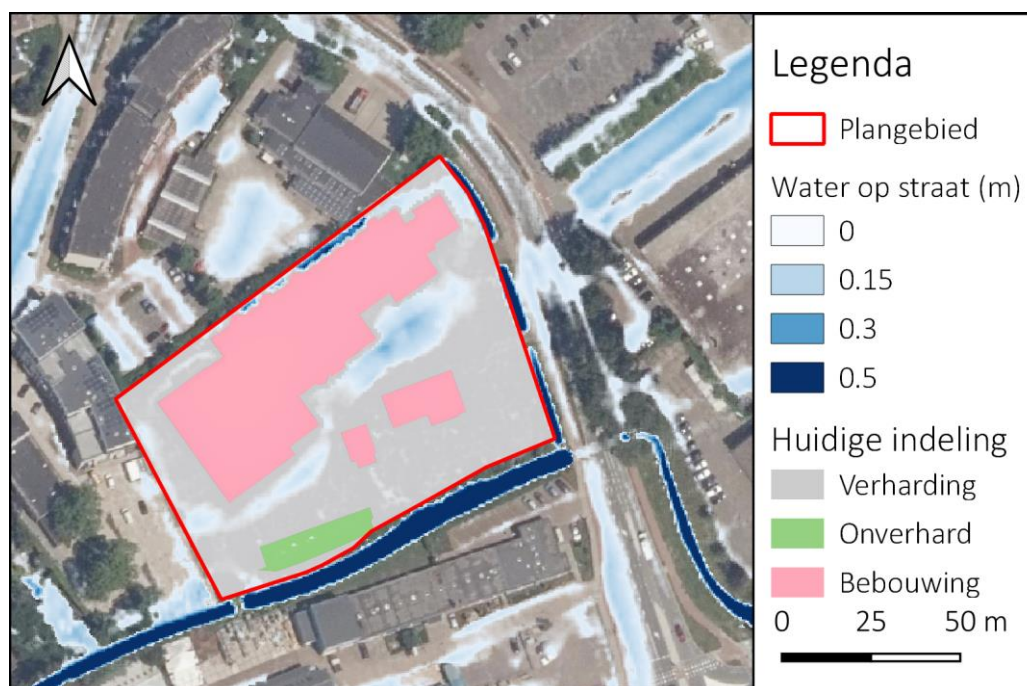 Legenda
Plangebied
Water op straat (m)
0
0.15
0.3
0.5
Huidige indeling
Verharding
Onverhard
Bebouwing
0 25 50 m